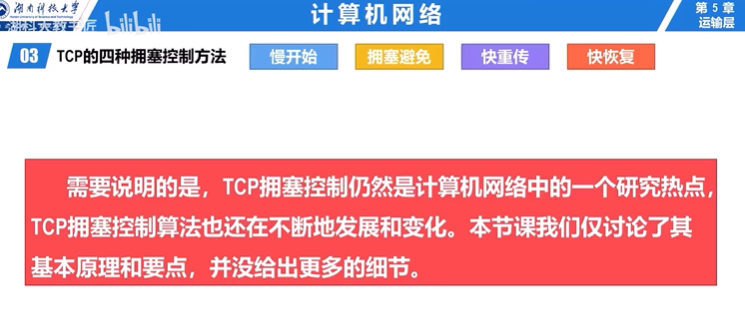 湖南科技大学
计算机网络
第5章
运输层
湖科大教书匠 bilibili
03 TCP的四种拥塞控制方法 慢开始 拥塞避免 快重传 快恢复
需要说明的是，TCP拥塞控制仍然是计算机网络中的一个研究热点，
TCP拥塞控制算法也还在不断地发展和变化。本节课我们仅讨论了其
基本原理和要点，并没给出更多的细节。